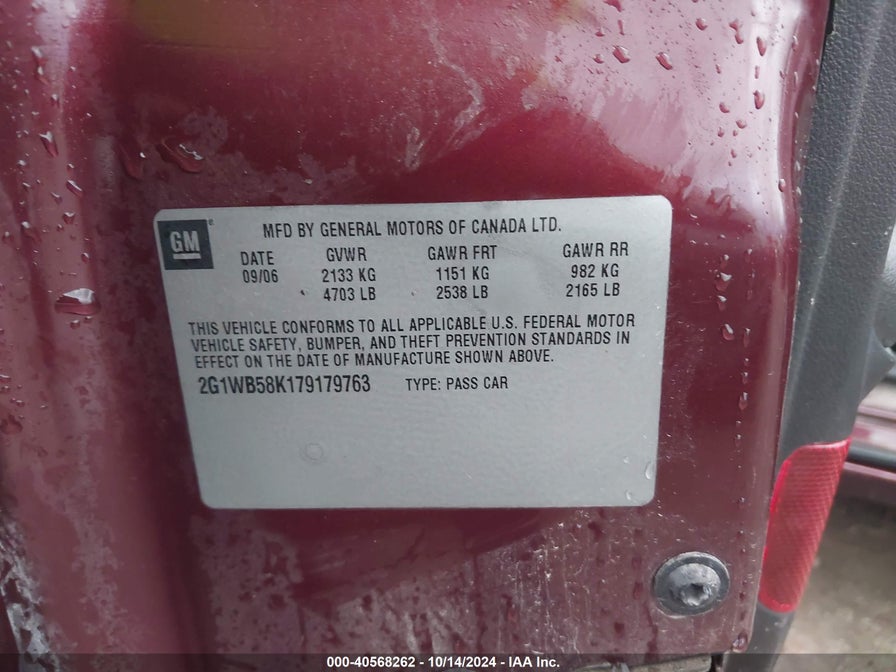 GM
MFD BY GENERAL MOTORS OF CANADA LTD.
DATE GVWR GAWR FRT GAWR RR
09/06 2133 KG 1151 KG 982 KG
4703 LB 2538 LB 2165 LB
THIS VEHICLE CONFORMS TO ALL APPLICABLE U.S. FEDERAL MOTOR
VEHICLE SAFETY, BUMPER, AND THEFT PREVENTION STANDARDS IN
EFFECT ON THE DATE OF MANUFACTURE SHOWN ABOVE.
2G1WB58K179179763 TYPE: PASS CAR
000-40568262 - 10/14/2024 - IAA Inc.